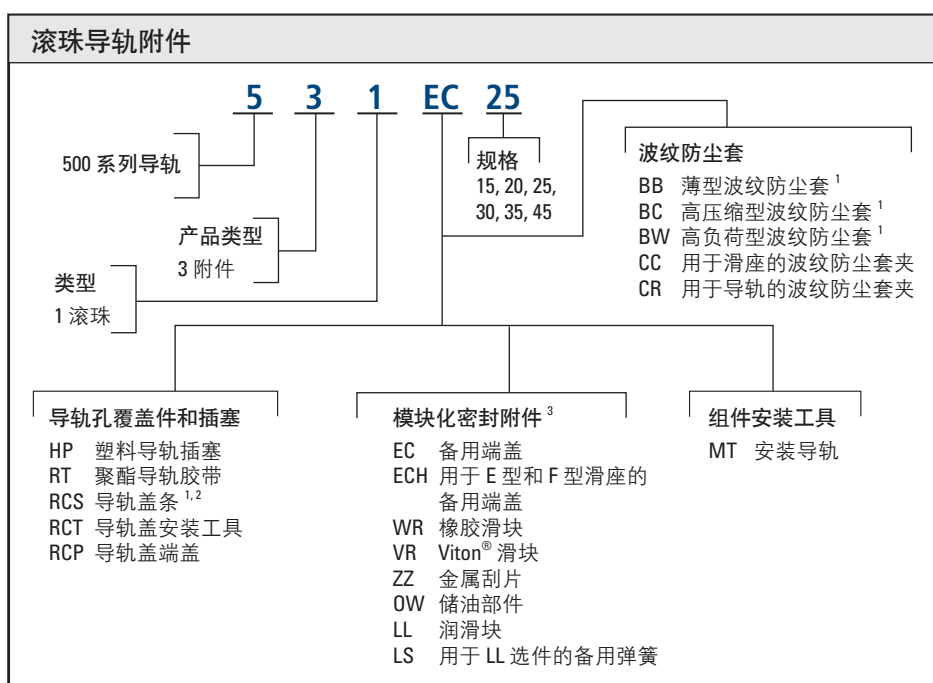 滚珠导轨附件
5 3 1 EC 25
500 系列导轨
产品类型
3 附件
类型
1 滚珠
规格
15, 20, 25,
30, 35, 45
波纹防尘套
BB 薄型波纹防尘套 1
BC 高压缩型波纹防尘套 1
BW 高负荷型波纹防尘套 1
CC 用于滑座的波纹防尘套夹
CR 用于导轨的波纹防尘套夹
导轨孔覆盖件和插塞
HP 塑料导轨插塞
RT 聚酯导轨胶带
RCS 导轨盖条 1, 2
RCT 导轨盖安装工具
RCP 导轨盖端盖
模块化密封附件 3
EC 备用端盖
ECH 用于 E 型和 F 型滑座的
备用端盖
WR 橡胶滑块
VR Viton® 滑块
ZZ 金属刮片
OW 储油部件
LL 润滑块
LS 用于 LL 选件的备用弹簧
组件安装工具
MT 安装导轨